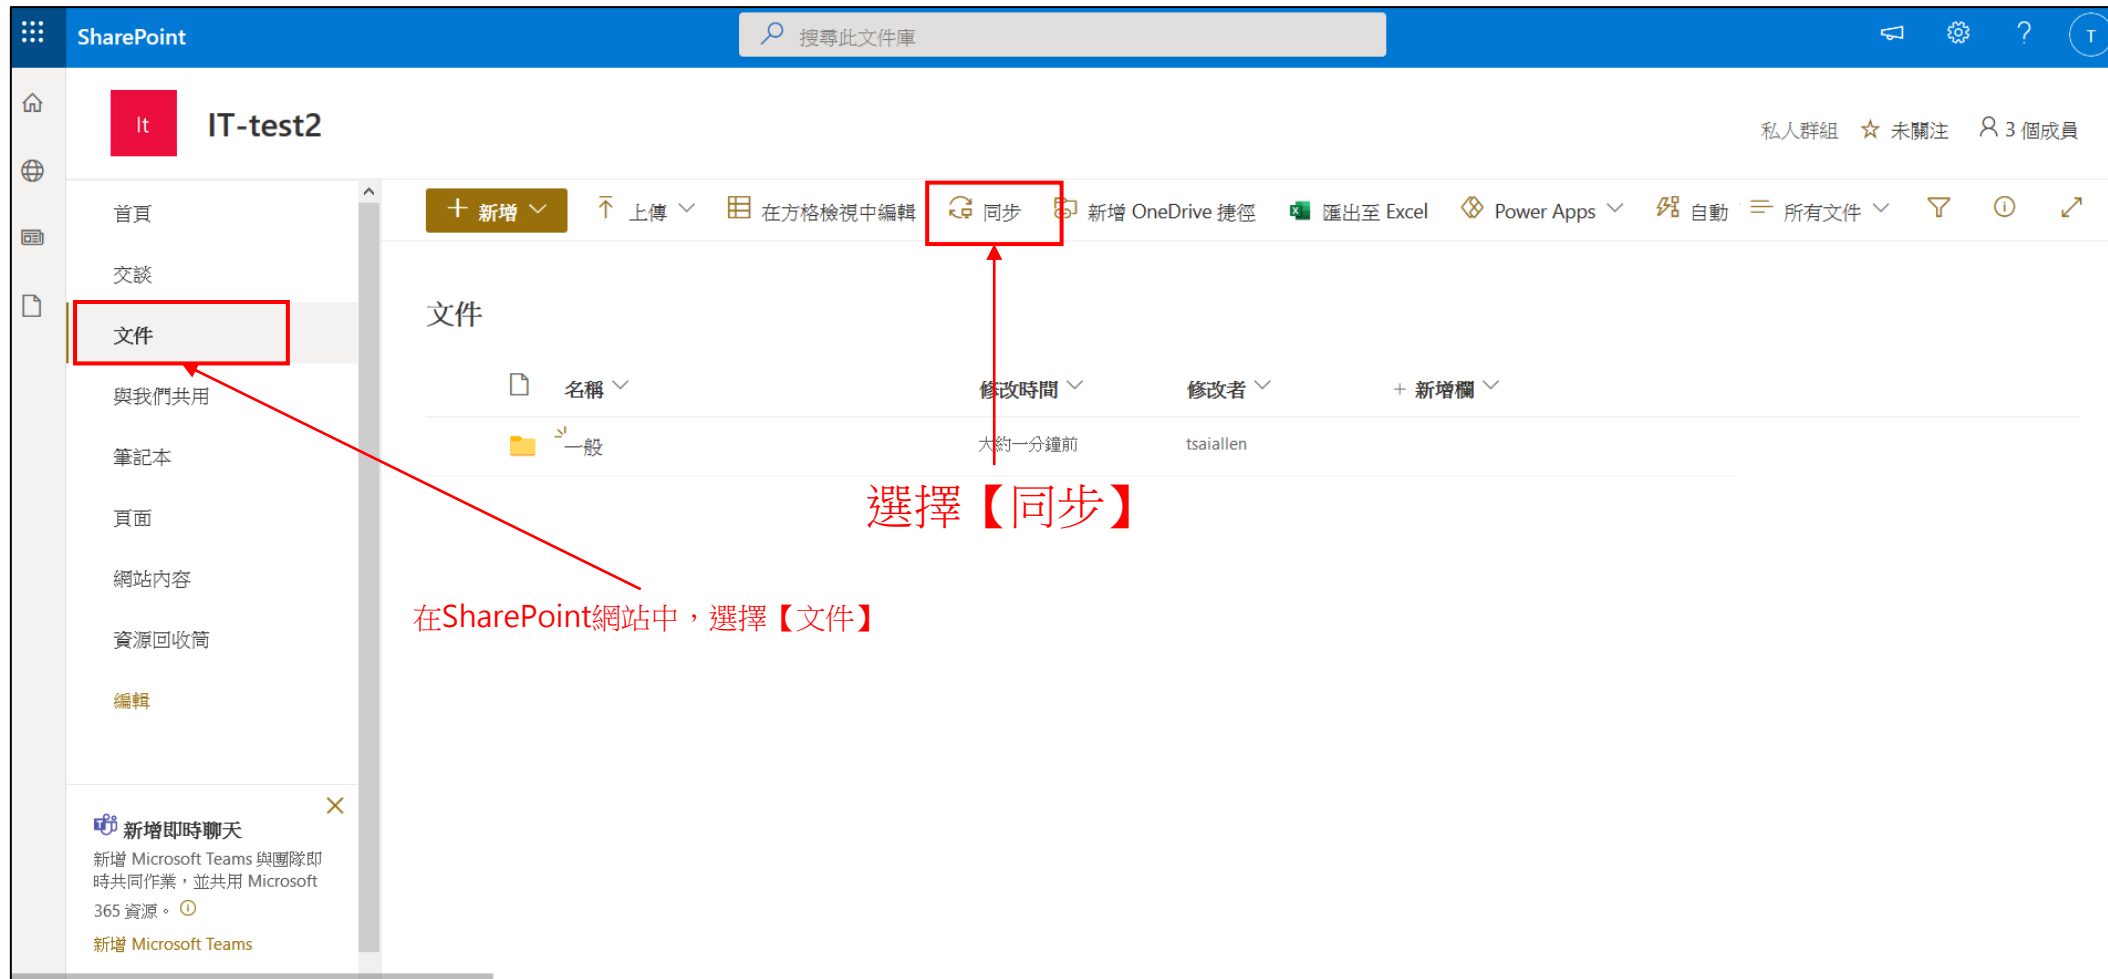 SharePoint
搜尋此文件庫
?
T
It
IT-test2
私人群組 ☆ 未關注 3 個成員
首頁
交談
文件
與我們共用
筆記本
頁面
網站內容
資源回收筒
編輯
+ 新增 上傳 在方格檢視中編輯 同步 新增 OneDrive 捷徑 匯出至 Excel Power Apps 自動 所有文件
文件
名稱 修改時間 修改者 + 新增欄
一般 大約一分鐘前 tsaiallen
選擇【同步】
在SharePoint網站中，選擇【文件】
新增即時聊天
新增 Microsoft Teams 與團隊即
時共同作業，並共用 Microsoft
365 資源。
新增 Microsoft Teams